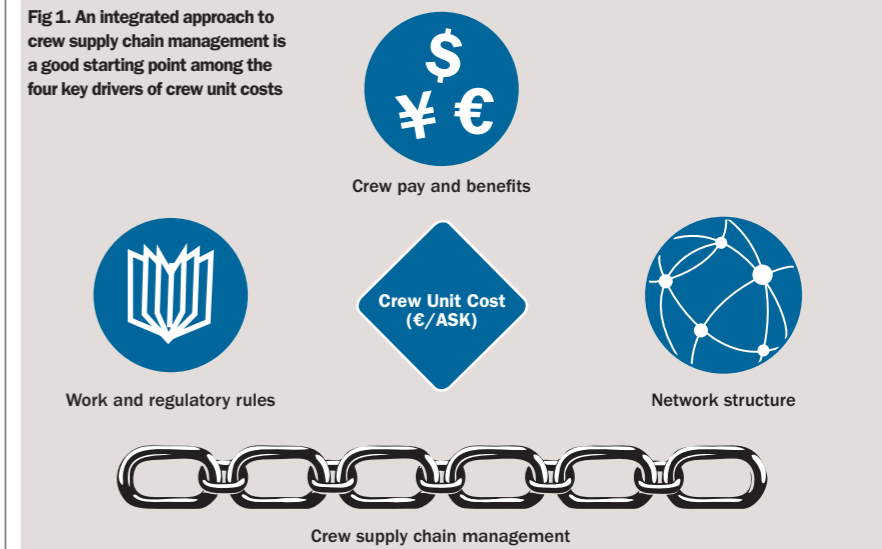 Fig 1. An integrated approach to
crew supply chain management is
a good starting point among the
four key drivers of crew unit costs
$
¥ €
Crew pay and benefits
Crew Unit Cost
(€/ASK)
Work and regulatory rules
Network structure
Crew supply chain management